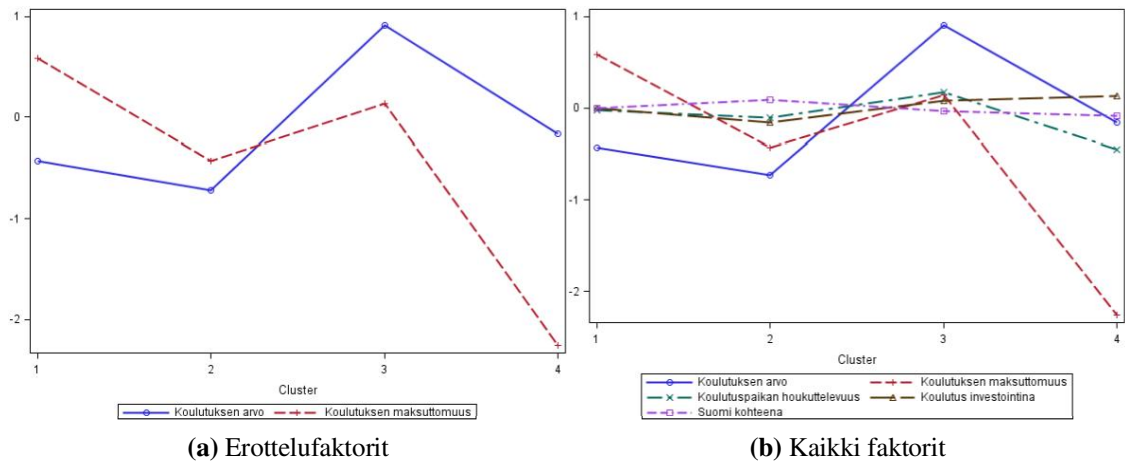 1
0
-1
-2
1
2
3
4
Cluster
Koulutuksen arvo
Koulutuksen maksuttomuus
(a) Erottelufaktorit
1
0
-1
-2
1
2
3
4
Cluster
Koulutuksen arvo
Koulutuksen maksuttomuus
Koulutuspaikan houkuttelevuus
Koulutus investointina
Suomi kohteena
(b) Kaikki faktorit